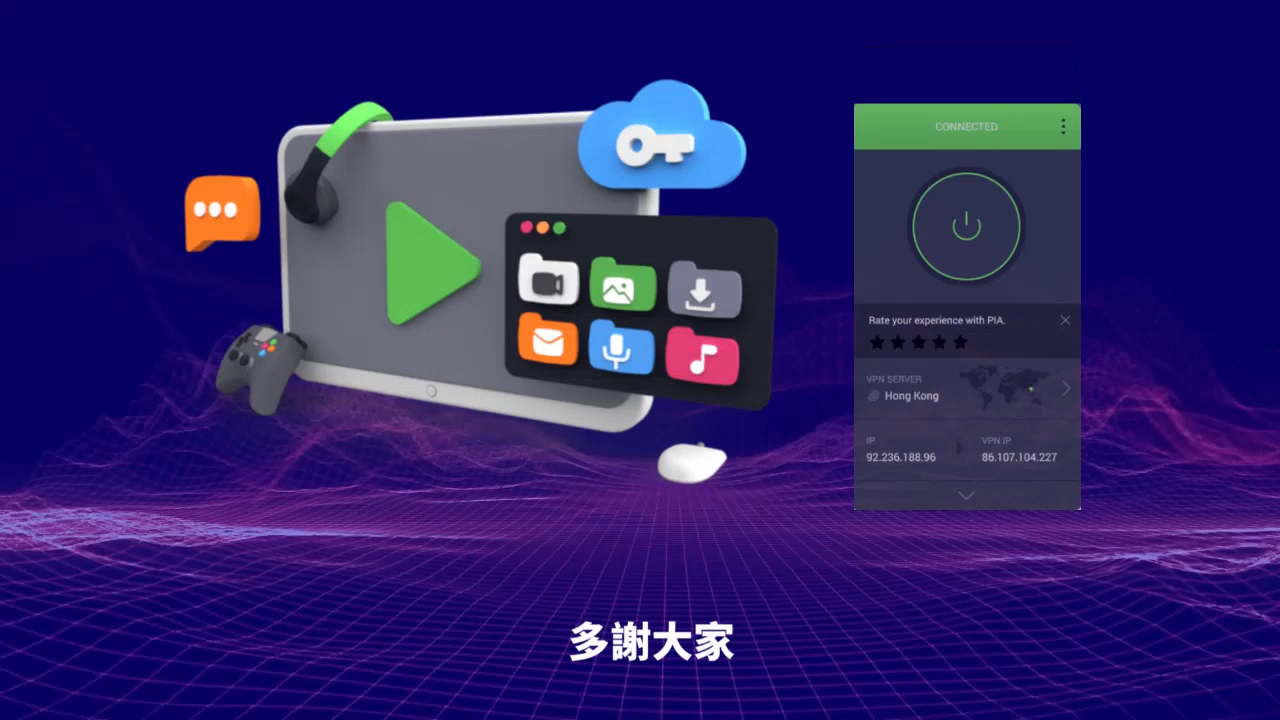 CONNECTED
Rate your experience with PIA.
VPN SERVER
Hong Kong
IP
92.236.188.96
VPN IP
86.107.104.227
多謝大家